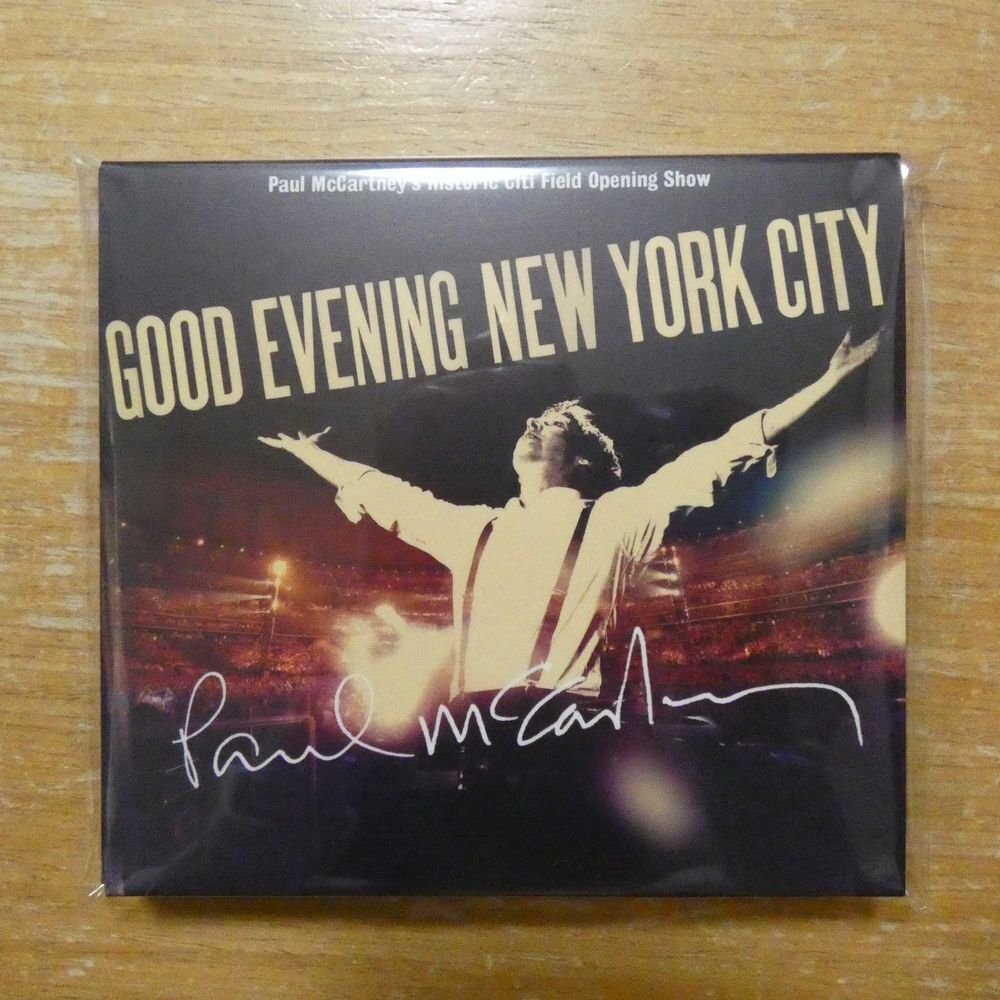 Paul McCartney's Historic Citi Field Opening Show
GOOD EVENING NEW YORK CITY
Paul McCartney